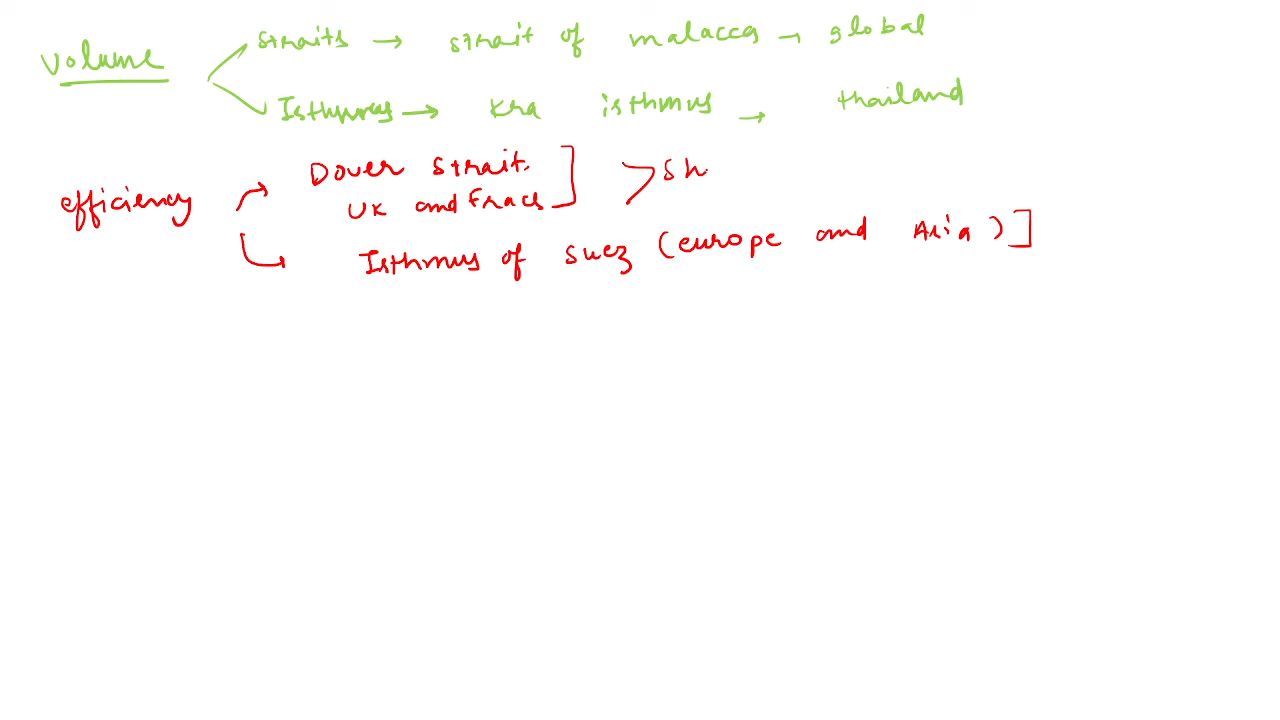 volume
straits → strait of malacca → global
Isthmus → kra isthmus → thailand
efficiency
→ Dover strait.
UK and Fracs ] > sh
→ Isthmus of suez (europe and Asia) ]